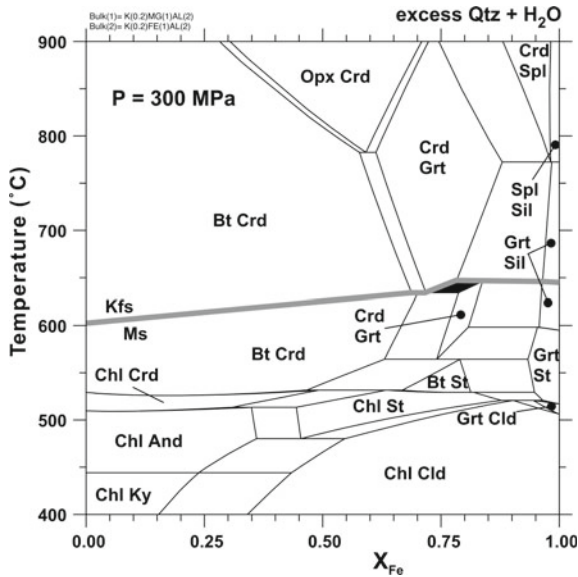 Bulk(1)= K(0.2)MG(1)AL(2)
Bulk(2)= K(0.2)FE(1)AL(2)
excess Qtz + H2O
900
Opx Crd
Crd
Spl
P = 300 MPa
800
Crd
Grt
Spl
Sil
700
Bt Crd
Grt
Sil
Temperature (˚C)
Kfs
600
Ms
Crd
Grt
Bt Crd
Chl Crd
Bt St
Grt
St
500
Chl St
Grt Cld
Chl And
Chl Cld
Chl Ky
400
0.00
0.25
0.50
0.75
1.00
XFe